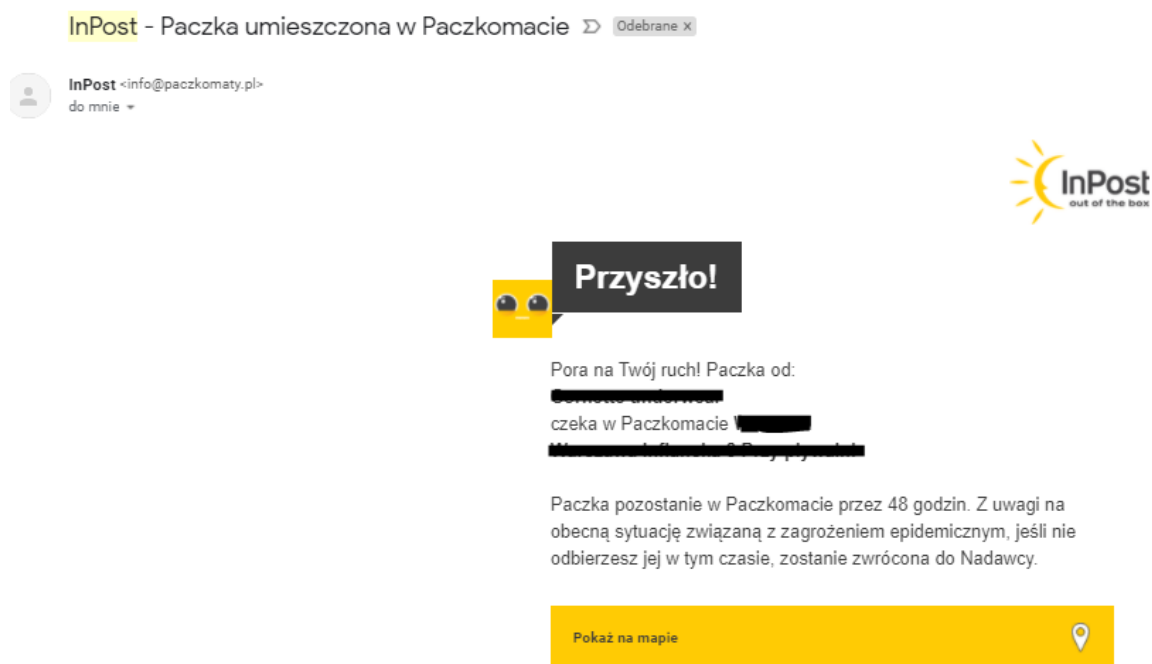 InPost - Paczka umieszczona w Paczkomacie Odebrane x
InPost <info@paczkomaty.pl>
do mnie
InPost
out of the box
Przyszło!
Pora na Twój ruch! Paczka od:
czeka w Paczkomacie
Paczka pozostanie w Paczkomacie przez 48 godzin. Z uwagi na
obecną sytuację związaną z zagrożeniem epidemicznym, jeśli nie
odbierzesz jej w tym czasie, zostanie zwrócona do Nadawcy.
Pokaż na mapie